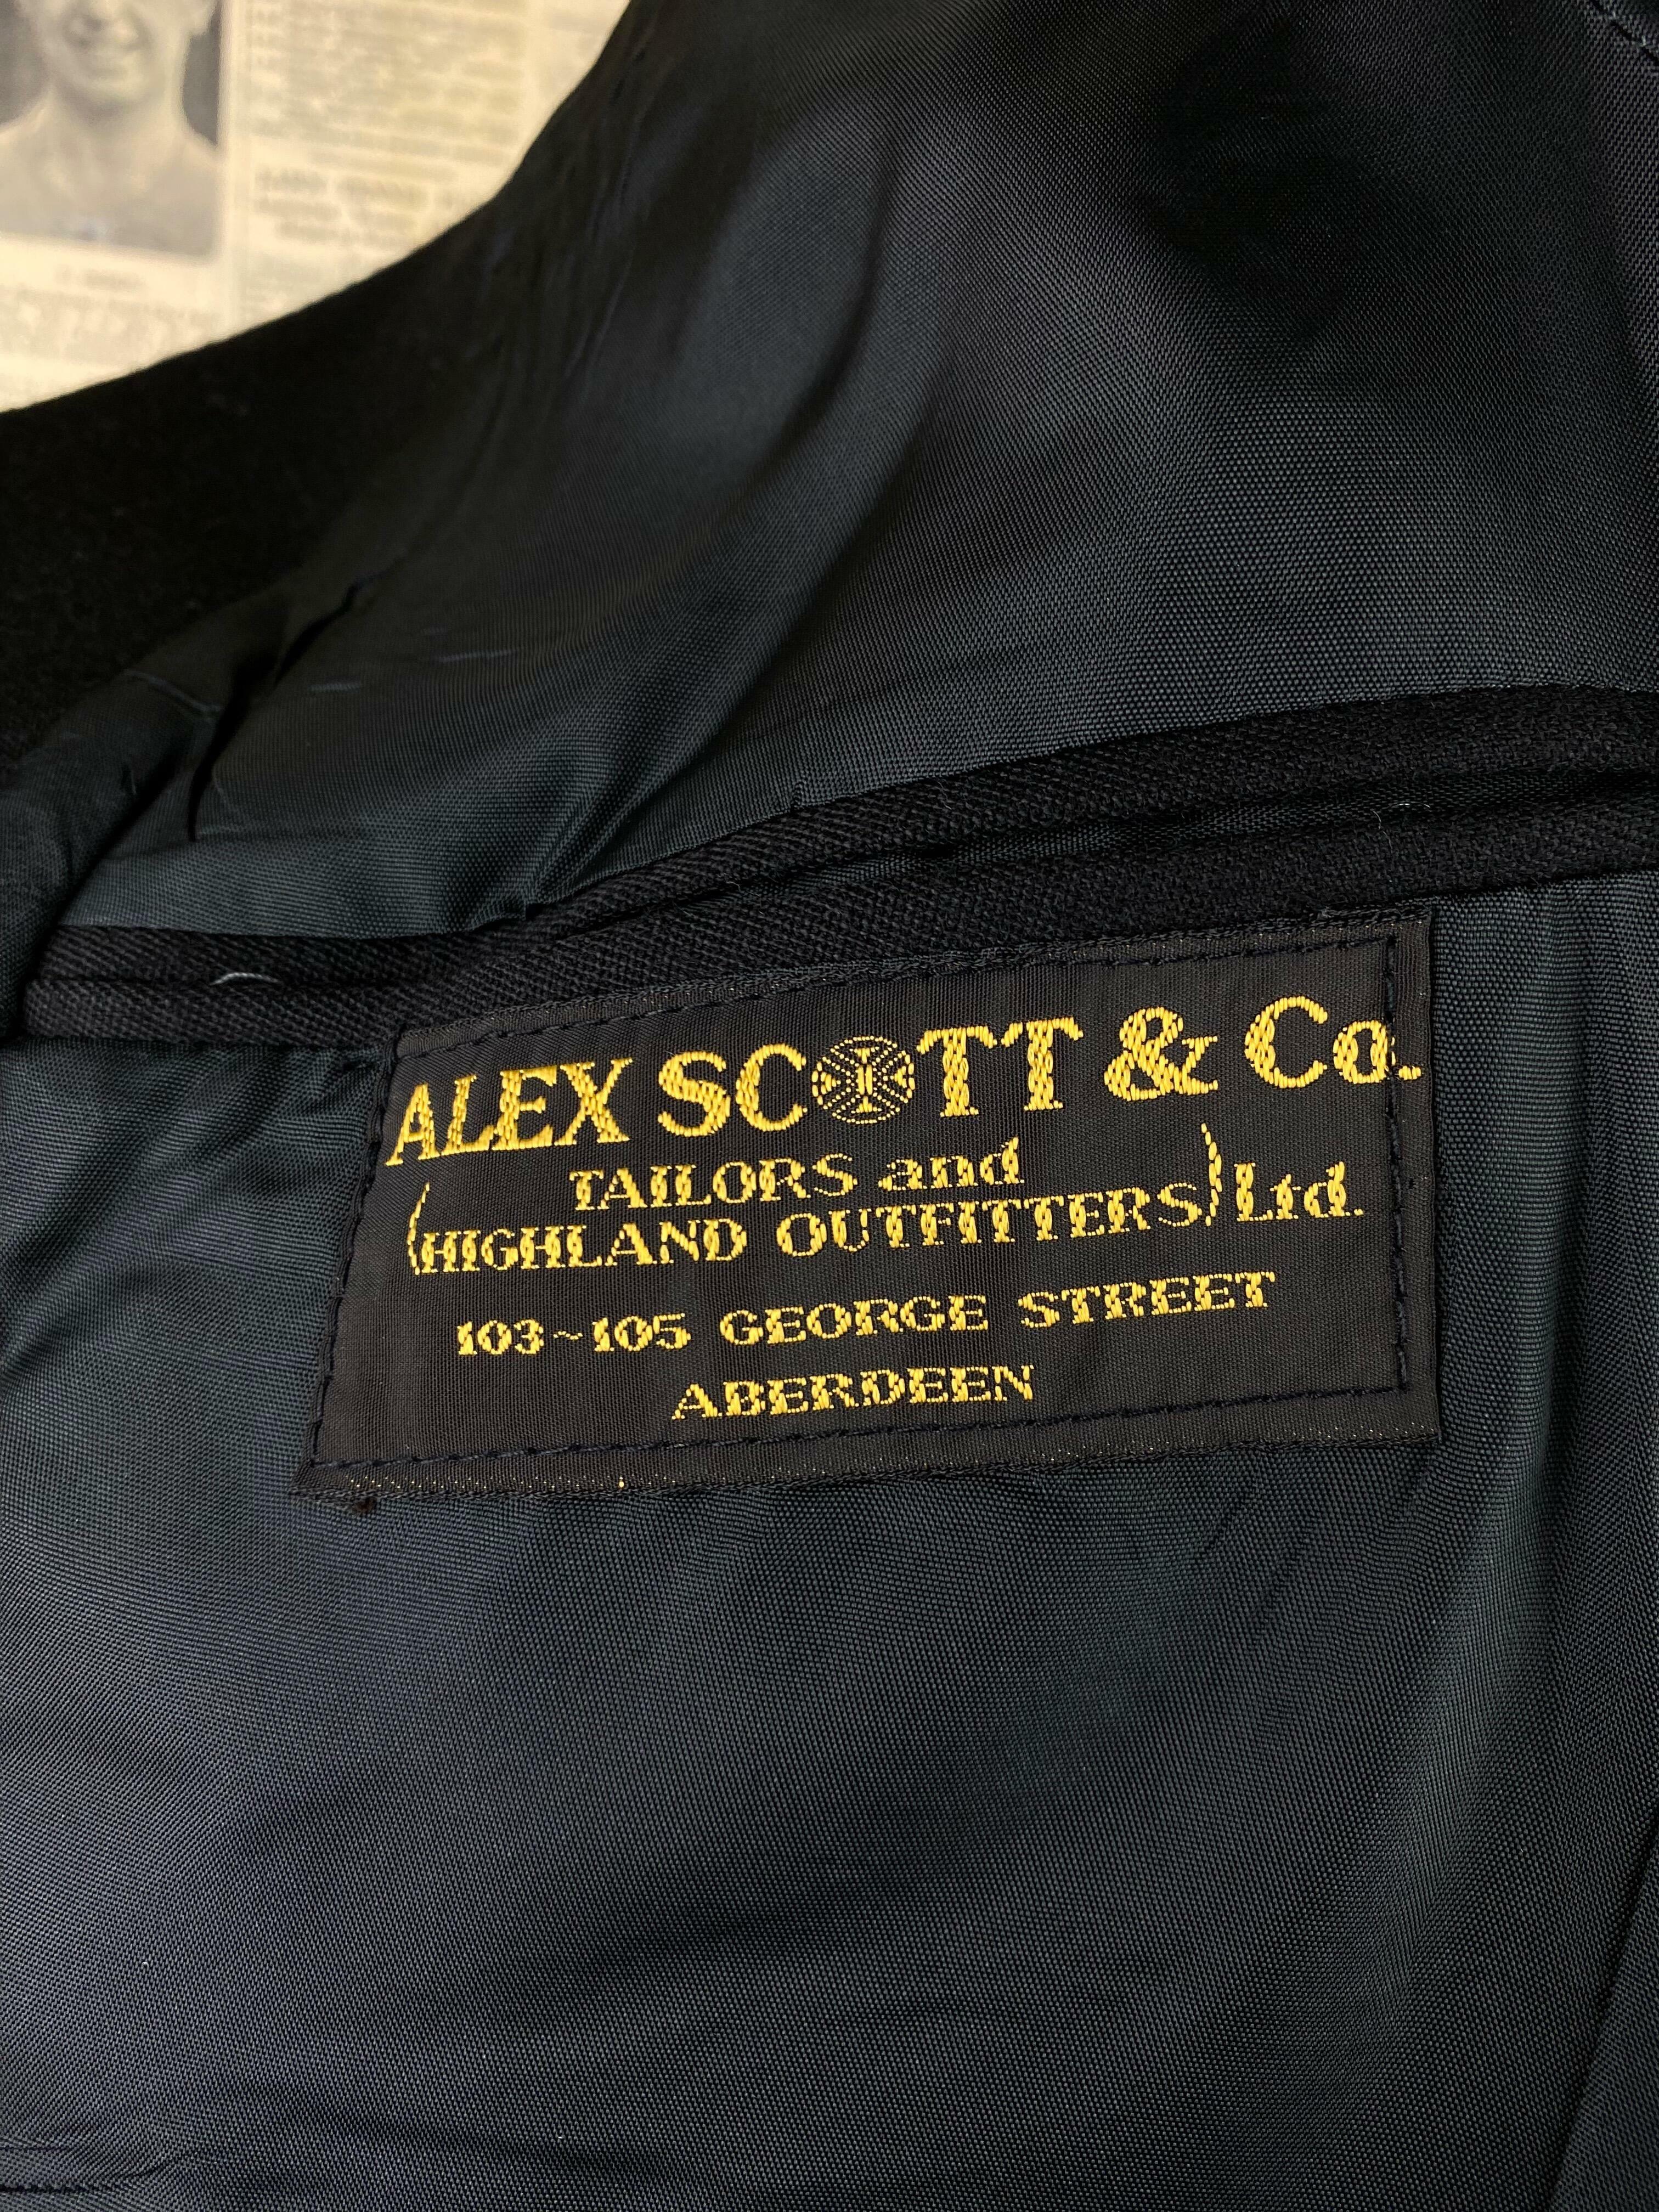 ALEX SCOTT & Co.
(TAILORS and
HIGHLAND OUTFITTERS) Ltd.
103~105 GEORGE STREET
ABERDEEN